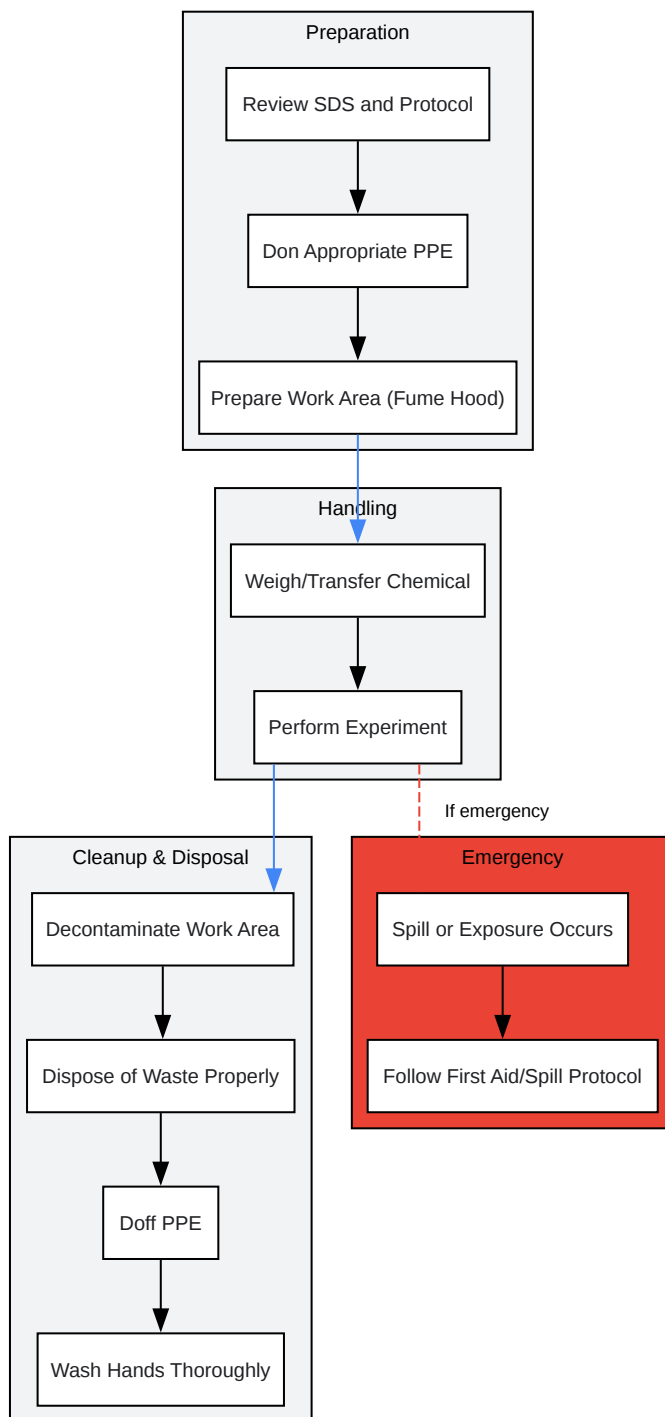 Preparation
Review SDS and Protocol
Don Appropriate PPE
Prepare Work Area (Fume Hood)
Handling
Weigh/Transfer Chemical
Perform Experiment
If emergency
Cleanup & Disposal
Decontaminate Work Area
Dispose of Waste Properly
Doff PPE
Wash Hands Thoroughly
Emergency
Spill or Exposure Occurs
Follow First Aid/Spill Protocol